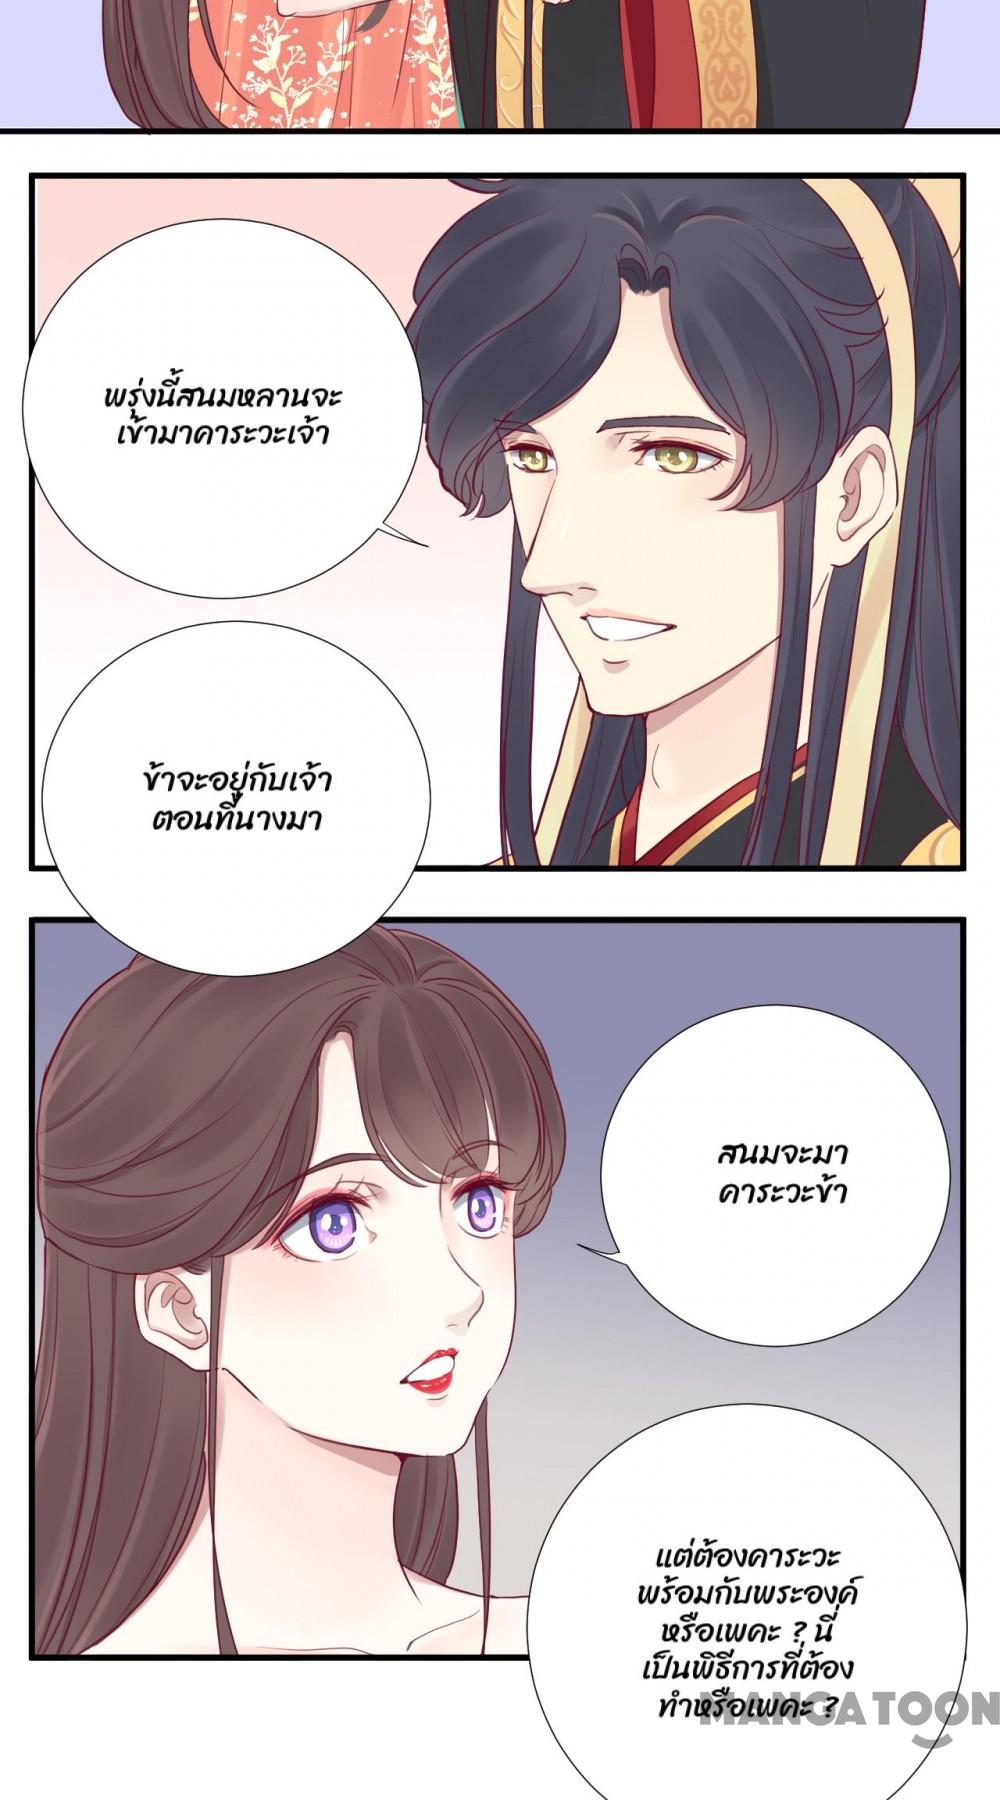 พรุ่งนี้สนมหลานจะ
เข้ามาคาระวะเจ้า
ข้าจะอยู่กับเจ้า
ตอนที่นางมา
สนมจะมา
คาระวะข้า
แต่ต้องคาระวะ
พร้อมกับพระองค์
หรือเพคะ ? นี่
เป็นพิธีการที่ต้อง
ทำหรือเพคะ ?
MANGATOON